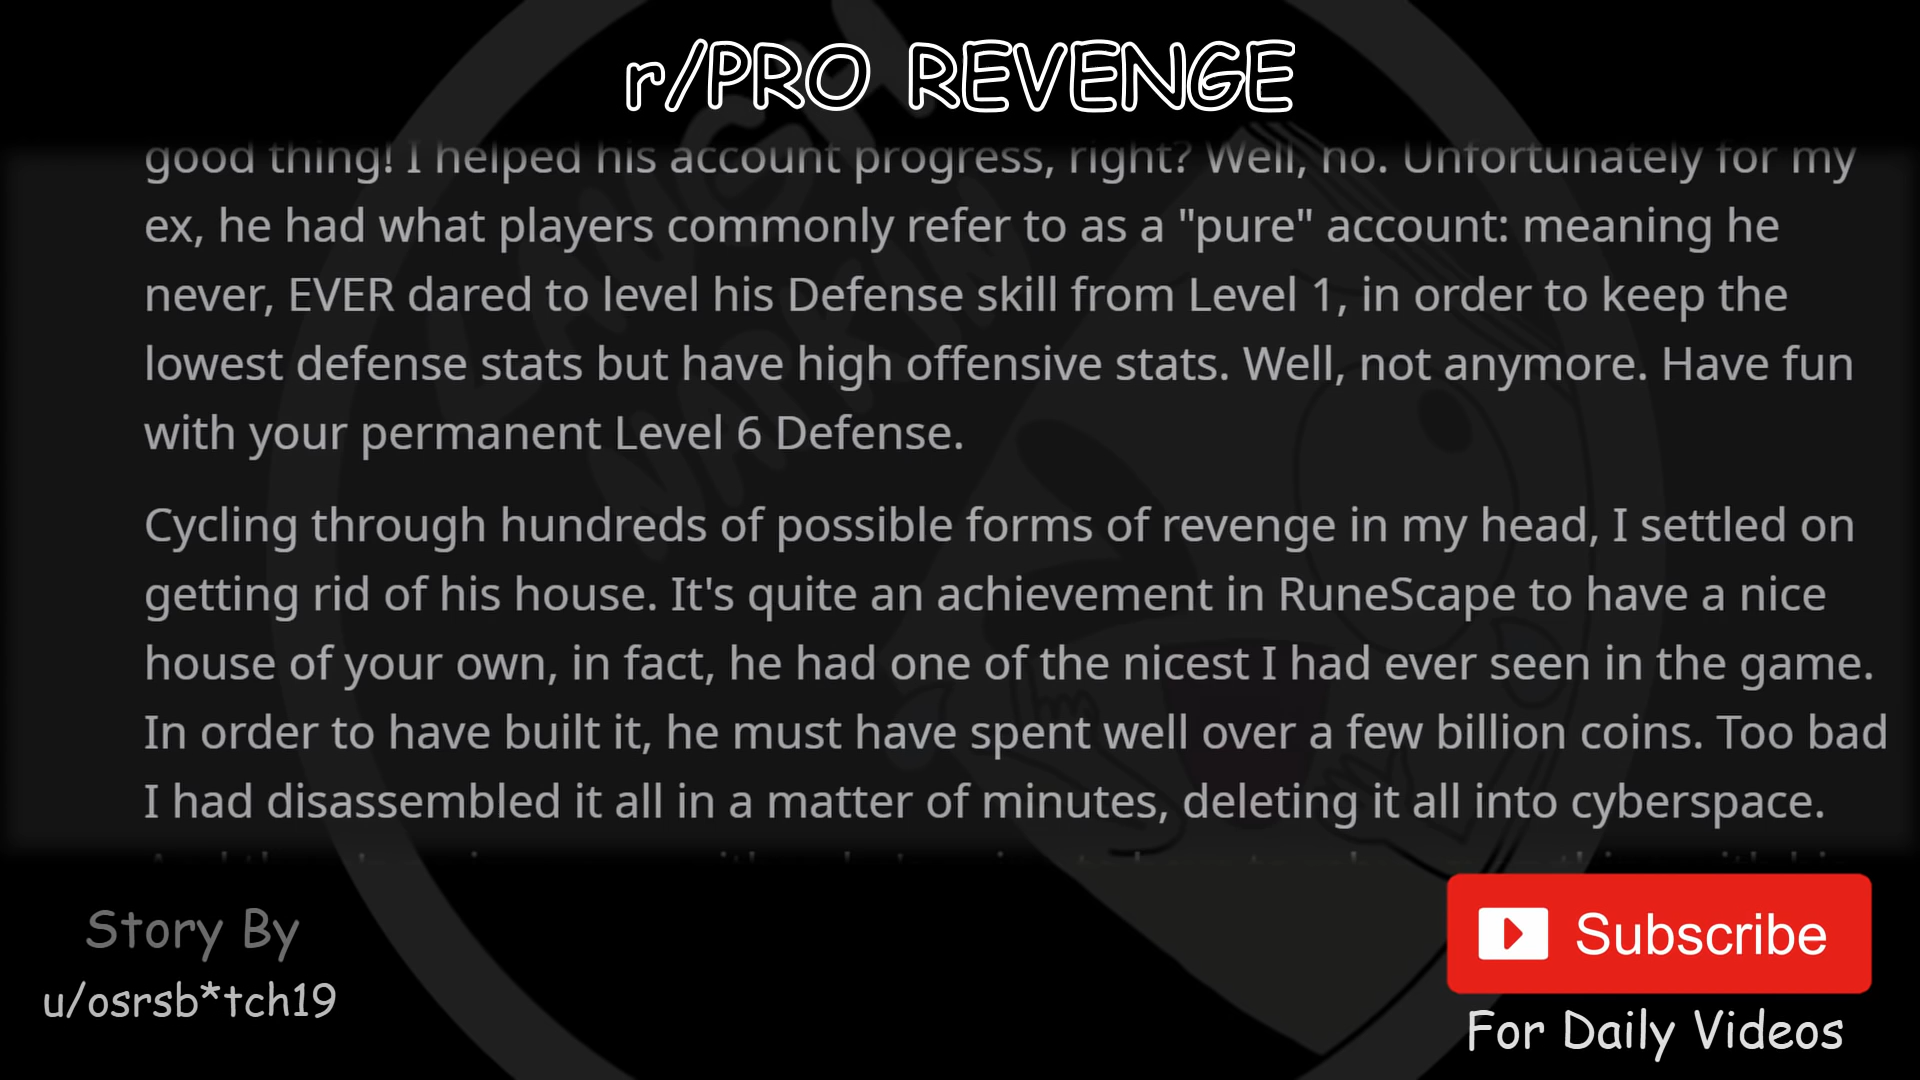 r/PRO REVENGE
good thing! I helped his account progress, right? Well, no. Unfortunately for my
ex, he had what players commonly refer to as a "pure" account: meaning he
never, EVER dared to level his Defense skill from Level 1, in order to keep the
lowest defense stats but have high offensive stats. Well, not anymore. Have fun
with your permanent Level 6 Defense.
Cycling through hundreds of possible forms of revenge in my head, I settled on
getting rid of his house. It's quite an achievement in RuneScape to have a nice
house of your own, in fact, he had one of the nicest I had ever seen in the game.
In order to have built it, he must have spent well over a few billion coins. Too bad
I had disassembled it all in a matter of minutes, deleting it all into cyberspace.
Story By
u/osrsb*tch19
Subscribe
For Daily Videos